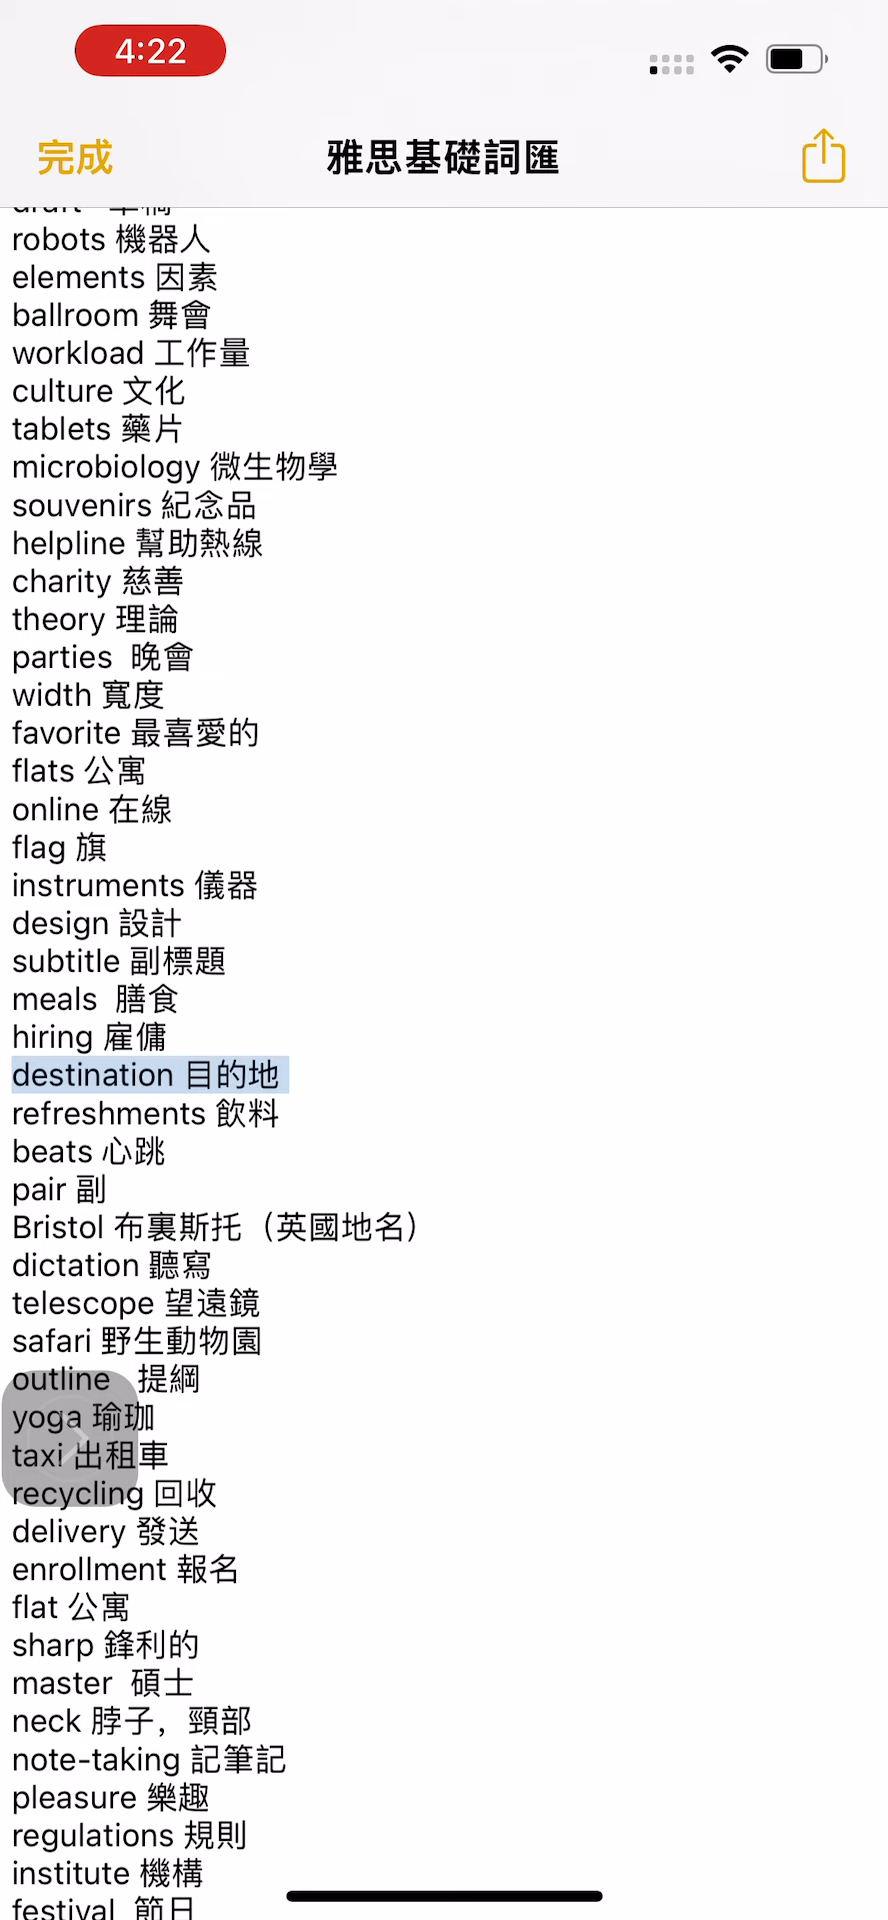 4:22
完成
雅思基礎詞匯
draft 草稿
robots 機器人
elements 因素
ballroom 舞會
workload 工作量
culture 文化
tablets 藥片
microbiology 微生物學
souvenirs 紀念品
helpline 幫助熱線
charity 慈善
theory 理論
parties 晚會
width 寬度
favorite 最喜愛的
flats 公寓
online 在線
flag 旗
instruments 儀器
design 設計
subtitle 副標題
meals 膳食
hiring 雇傭
destination 目的地
refreshments 飲料
beats 心跳
pair 副
Bristol 布裏斯托（英國地名）
dictation 聽寫
telescope 望遠鏡
safari 野生動物園
outline 提綱
yoga 瑜珈
taxi 出租車
recycling 回收
delivery 發送
enrollment 報名
flat 公寓
sharp 鋒利的
master 碩士
neck 脖子，頸部
note-taking 記筆記
pleasure 樂趣
regulations 規則
institute 機構
festival 節日